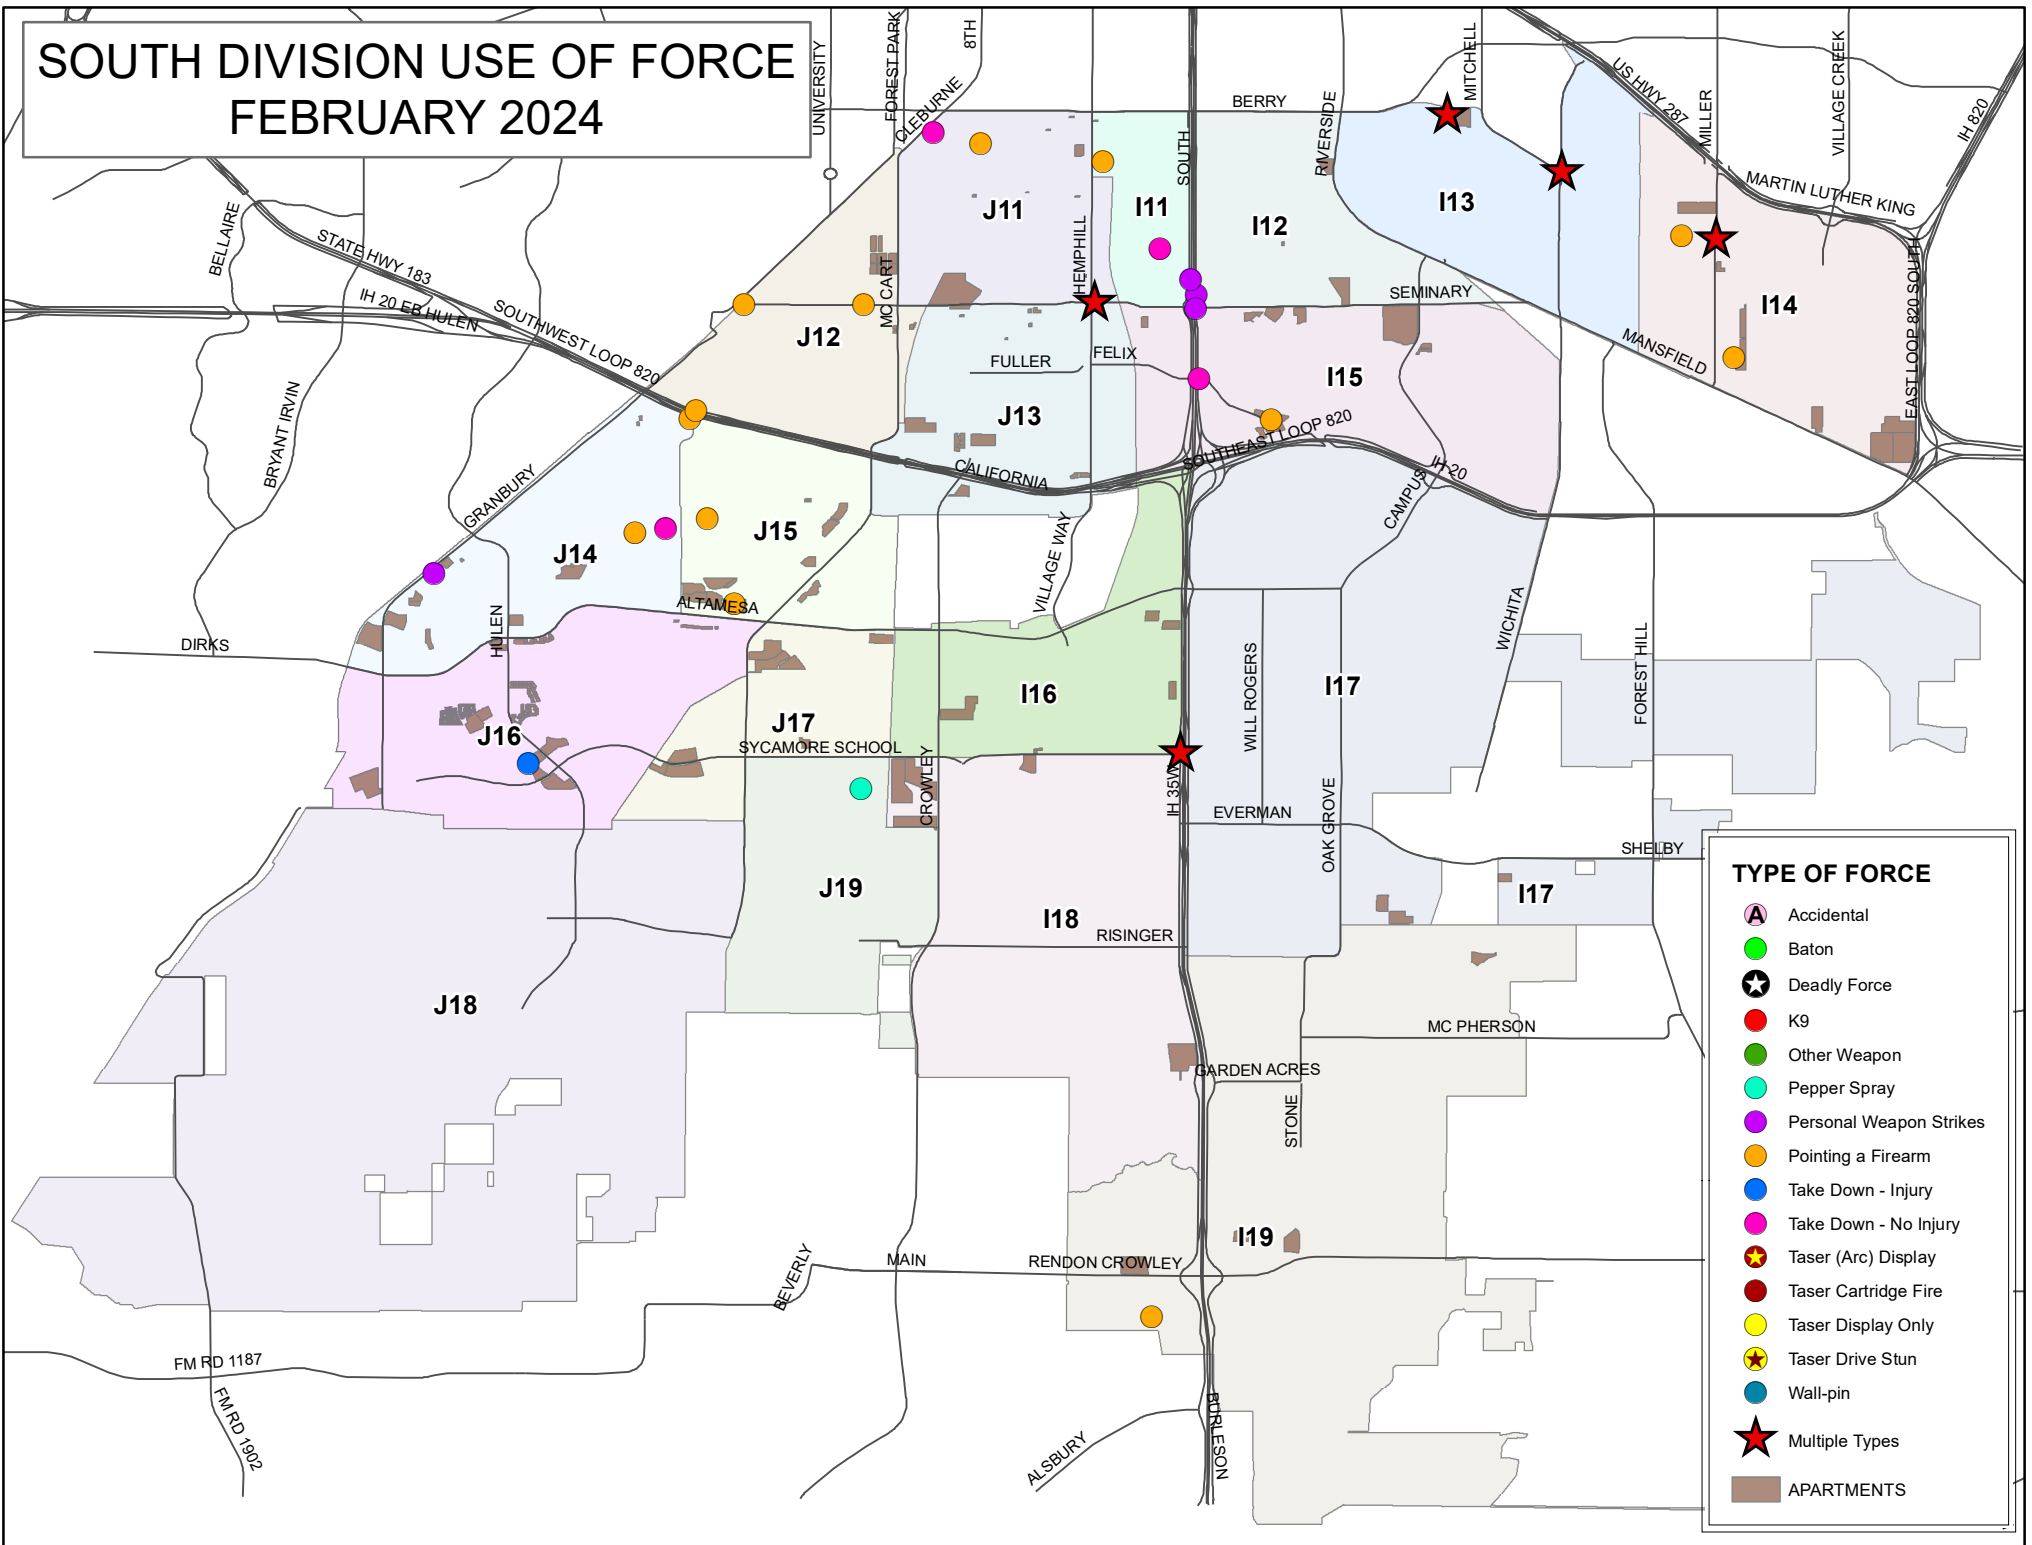 SOUTH DIVISION USE OF FORCE
FEBRUARY 2024
UNIVERSITY
FOREST PARK
8TH
CLEBURNE
BERRY
SOUTH
RIVERSIDE
MITCHELL
US HWY 287
MILLER
VILLAGE CREEK
IH 820
MARTIN LUTHER KING
BELLAIRE
STATE HWY 183
IH 20 EB HULEN
SOUTHWEST LOOP 820
MC CART
HEMPHILL
J11
I11
I12
I13
I14
SEMINARY
EAST LOOP 820 SOUTH
MANSFIELD
J12
FULLER
FELIX
I15
J13
BRYANT IRVIN
GRANBURY
CALIFORNIA
SOUTHEAST LOOP 820
IH 20
CAMPUS
J14
J15
VILLAGE WAY
ALTAMESA
HULEN
DIRKS
WICHITA
FOREST HILL
WILL ROGERS
I16
I17
J16
J17
SYCAMORE SCHOOL
CROWLEY
IH 35W
EVERMAN
OAK GROVE
SHELBY
J19
I18
I17
RISINGER
J18
MC PHERSON
GARDEN ACRES
STONE
I19
MAIN
RENDON CROWLEY
BEVERLY
FM RD 1187
FM RD 1902
ALSBURY
BURLESON
TYPE OF FORCE
A Accidental
Baton
Deadly Force
K9
Other Weapon
Pepper Spray
Personal Weapon Strikes
Pointing a Firearm
Take Down - Injury
Take Down - No Injury
Taser (Arc) Display
Taser Cartridge Fire
Taser Display Only
Taser Drive Stun
Wall-pin
Multiple Types
APARTMENTS